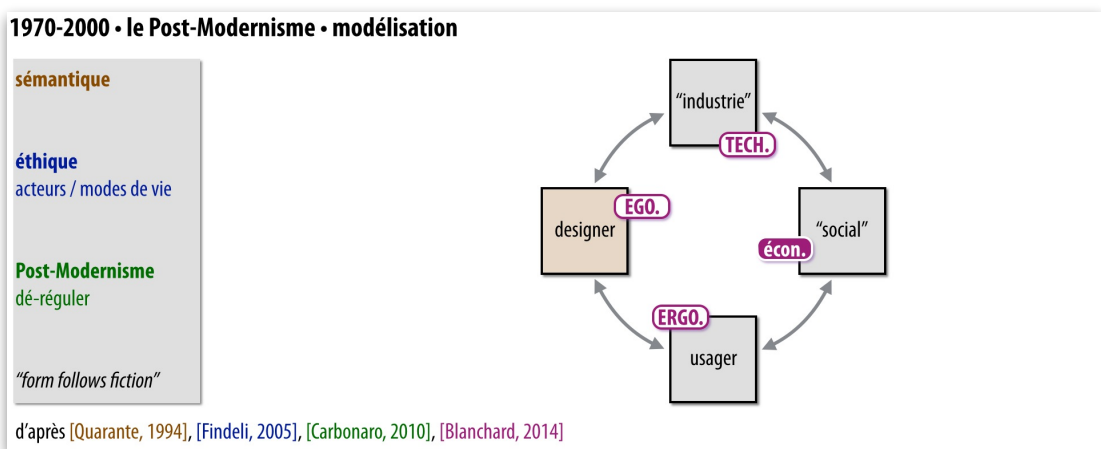 1970-2000 • le Post-Modernisme • modélisation
sémantique
éthique
acteurs / modes de vie
Post-Modernisme
dé-réguler
“form follows fiction”
“industrie”
TECH.
designer
EGO.
“social”
écon.
ERGO.
usager
d’après [Quarante, 1994], [Findeli, 2005], [Carbonaro, 2010], [Blanchard, 2014]